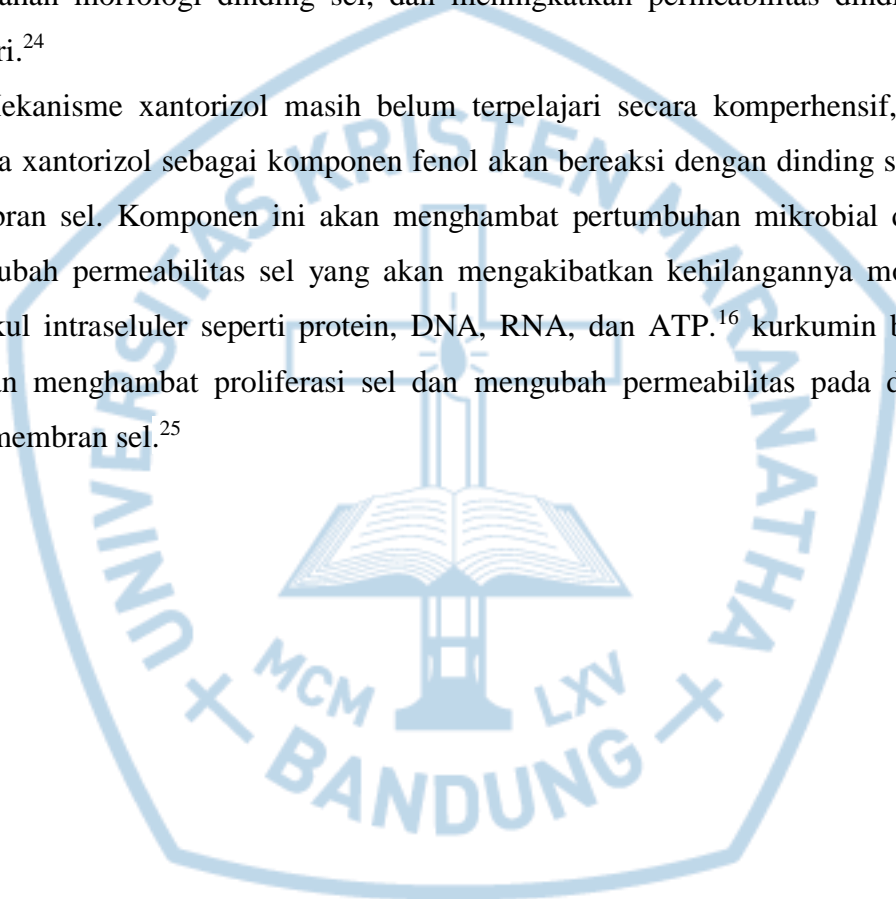 morfologi dinding sel, dan meningkatkan permeabilitas
ri.24
xantorizol masih belum terpelajari secara komperhensif,
a xantorizol sebagai komponen fenol akan bereaksi dengan dinding s
bran sel. Komponen ini akan menghambat pertumbuhan mikrobial
ubah permeabilitas sel yang akan mengakibatkan kehilangannya
kul intraseluler seperti protein, DNA, RNA, dan ATP.16 kurkumin b
n menghambat proliferasi sel dan mengubah permeabilitas pada d
membran sel.25
UNIVERSITAS KRISTEN MARANATHA
MCM LXV
BANDUNG